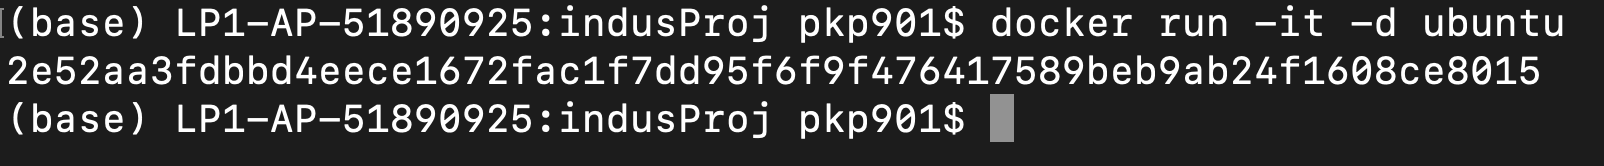 (base) LP1-AP-51890925:indusProj pkp901$ docker run -it -d ubuntu
2e52aa3fdbbd4eece1672fac1f7dd95f6f9f476417589beb9ab24f1608ce8015
(base) LP1-AP-51890925:indusProj pkp901$